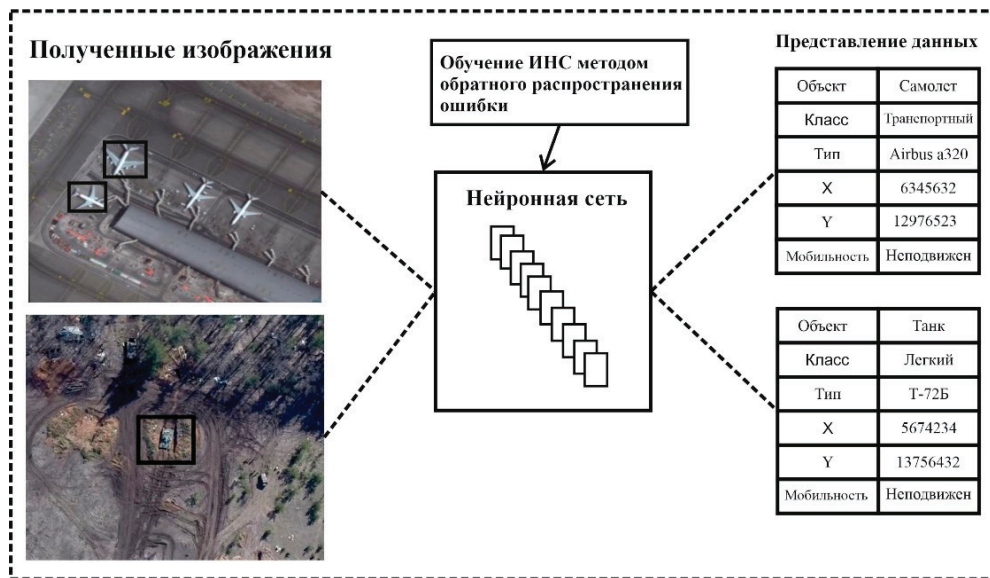 Полученные изображения
Обучение ИНС методом
обратного распространения
ошибки
Нейронная сеть
Представление данных
Объект Самолет
Класс Транспортный
Тип Airbus a320
X 6345632
Y 12976523
Мобильность Неподвижен
Объект Танк
Класс Легкий
Тип Т-72Б
X 5674234
Y 13756432
Мобильность Неподвижен